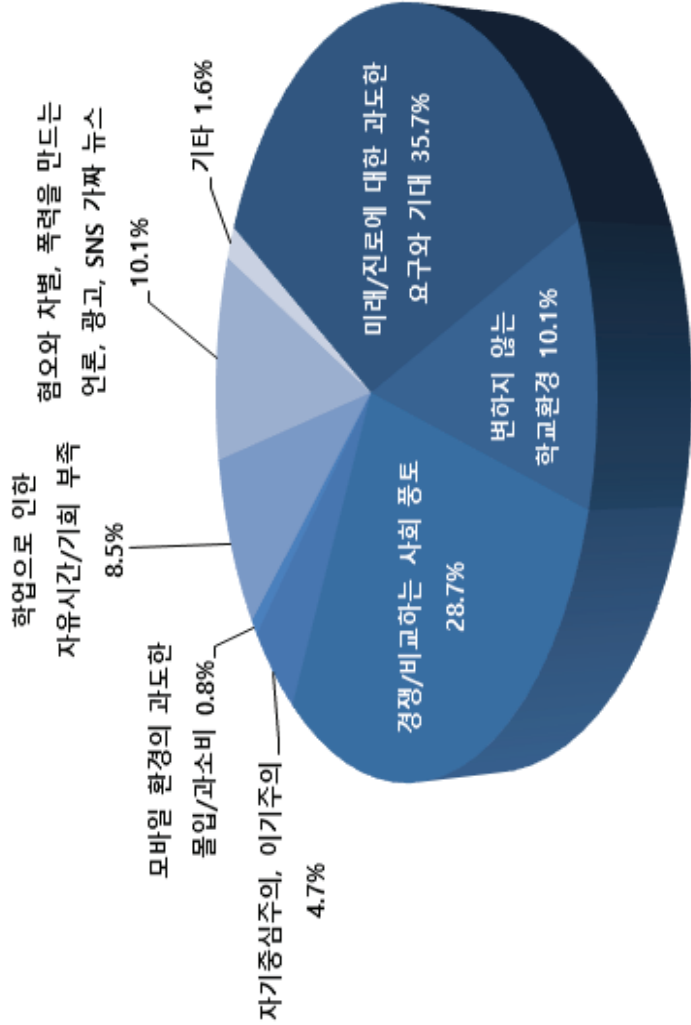 혐오와 차별, 폭력을 만드는
언론, 광고, SNS 가짜 뉴스
10.1%
기타 1.6%
학업으로 인한
자유시간/기회 부족
8.5%
모바일 환경의 과도한
몰입/과소비 0.8%
자기중심주의, 이기주의
4.7%
미래/진로에 대한 과도한
요구와 기대 35.7%
변하지 않는
학교환경 10.1%
경쟁/비교하는 사회 풍토
28.7%